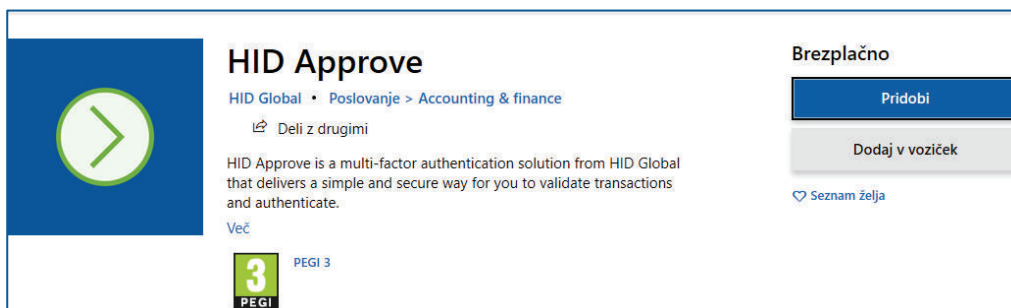 HID Approve
HID Global • Poslovanje > Accounting & finance
Deli z drugimi
HID Approve is a multi-factor authentication solution from HID Global
that delivers a simple and secure way for you to validate transactions
and authenticate.
Več
3
PEGI
PEGI 3
Brezplačno
Pridobi
Dodaj v voziček
Seznam želja